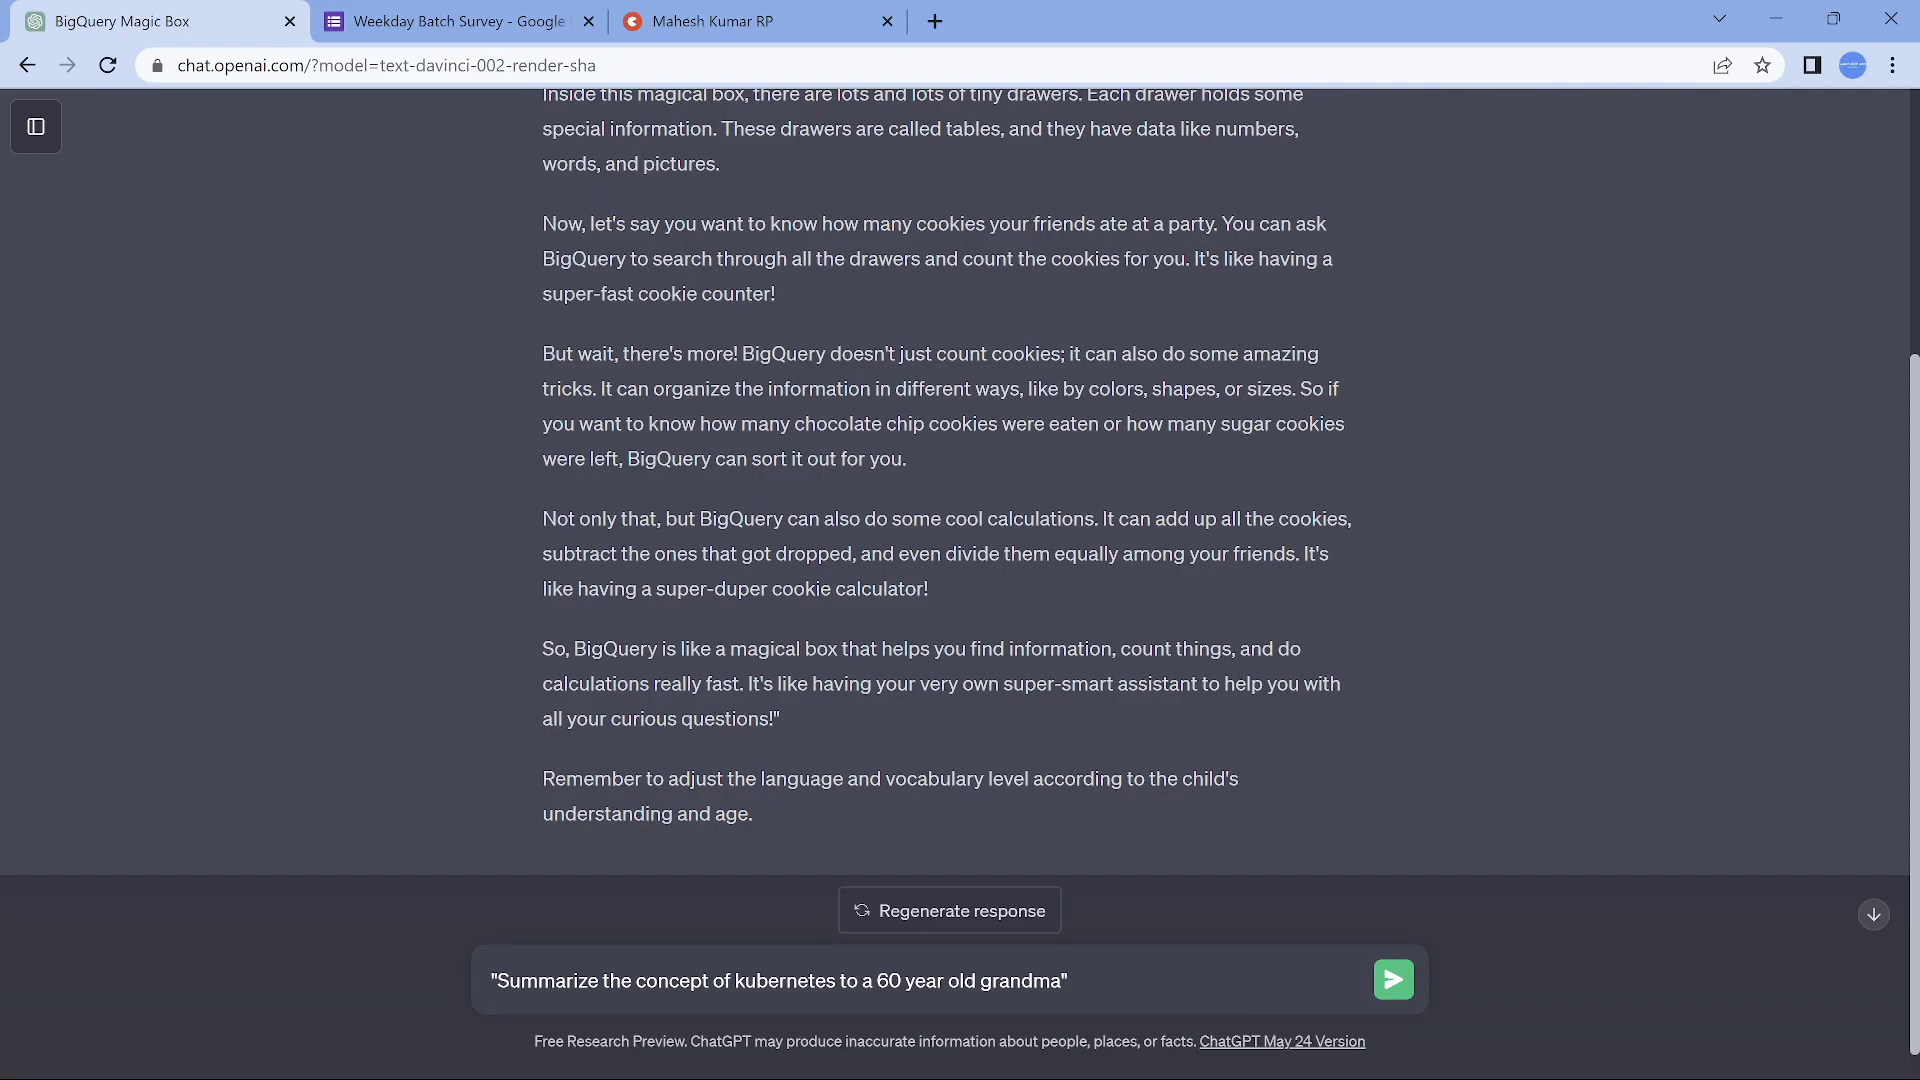 BigQuery Magic Box
Weekday Batch Survey - Google
Mahesh Kumar RP
chat.openai.com/?model=text-davinci-002-render-sha
Inside this magical box, there are lots and lots of tiny drawers. Each drawer holds some
special information. These drawers are called tables, and they have data like numbers,
words, and pictures.
Now, let's say you want to know how many cookies your friends ate at a party. You can ask
BigQuery to search through all the drawers and count the cookies for you. It's like having a
super-fast cookie counter!
But wait, there's more! BigQuery doesn't just count cookies; it can also do some amazing
tricks. It can organize the information in different ways, like by colors, shapes, or sizes. So if
you want to know how many chocolate chip cookies were eaten or how many sugar cookies
were left, BigQuery can sort it out for you.
Not only that, but BigQuery can also do some cool calculations. It can add up all the cookies,
subtract the ones that got dropped, and even divide them equally among your friends. It's
like having a super-duper cookie calculator!
So, BigQuery is like a magical box that helps you find information, count things, and do
calculations really fast. It's like having your very own super-smart assistant to help you with
all your curious questions!"
Remember to adjust the language and vocabulary level according to the child's
understanding and age.
Regenerate response
"Summarize the concept of kubernetes to a 60 year old grandma"
Free Research Preview. ChatGPT may produce inaccurate information about people, places, or facts. ChatGPT May 24 Version